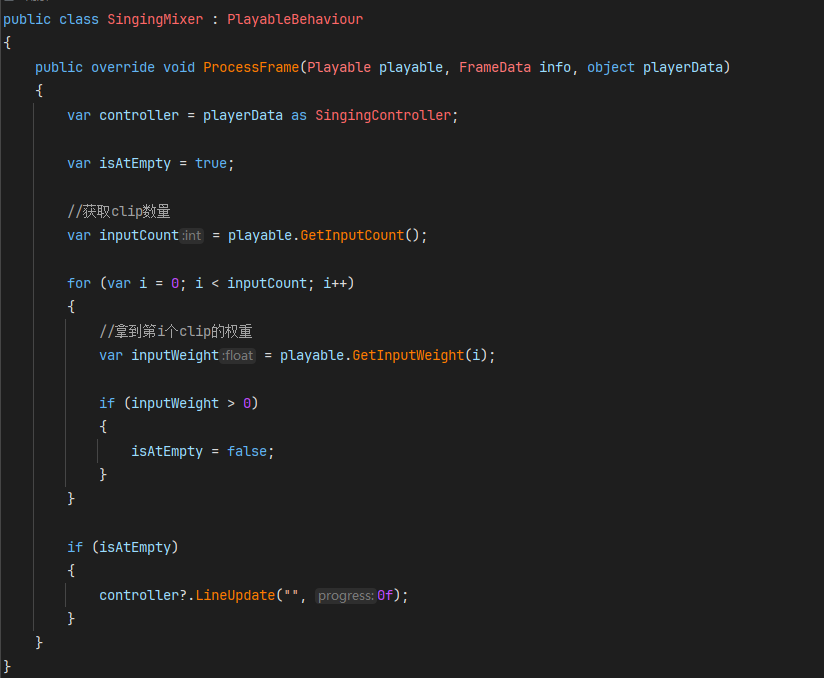 public class SingingMixer : PlayableBehaviour
{
public override void ProcessFrame(Playable playable, FrameData info, object playerData)
{
var controller = playerData as SingingController;
var isAtEmpty = true;
//获取clip数量
var inputCount:int = playable.GetInputCount();
for (var i = 0; i < inputCount; i++)
{
//拿到第i个clip的权重
var inputWeight:float = playable.GetInputWeight(i);
if (inputWeight > 0)
{
isAtEmpty = false;
}
}
if (isAtEmpty)
{
controller?.LineUpdate("", progress:0f);
}
}
}